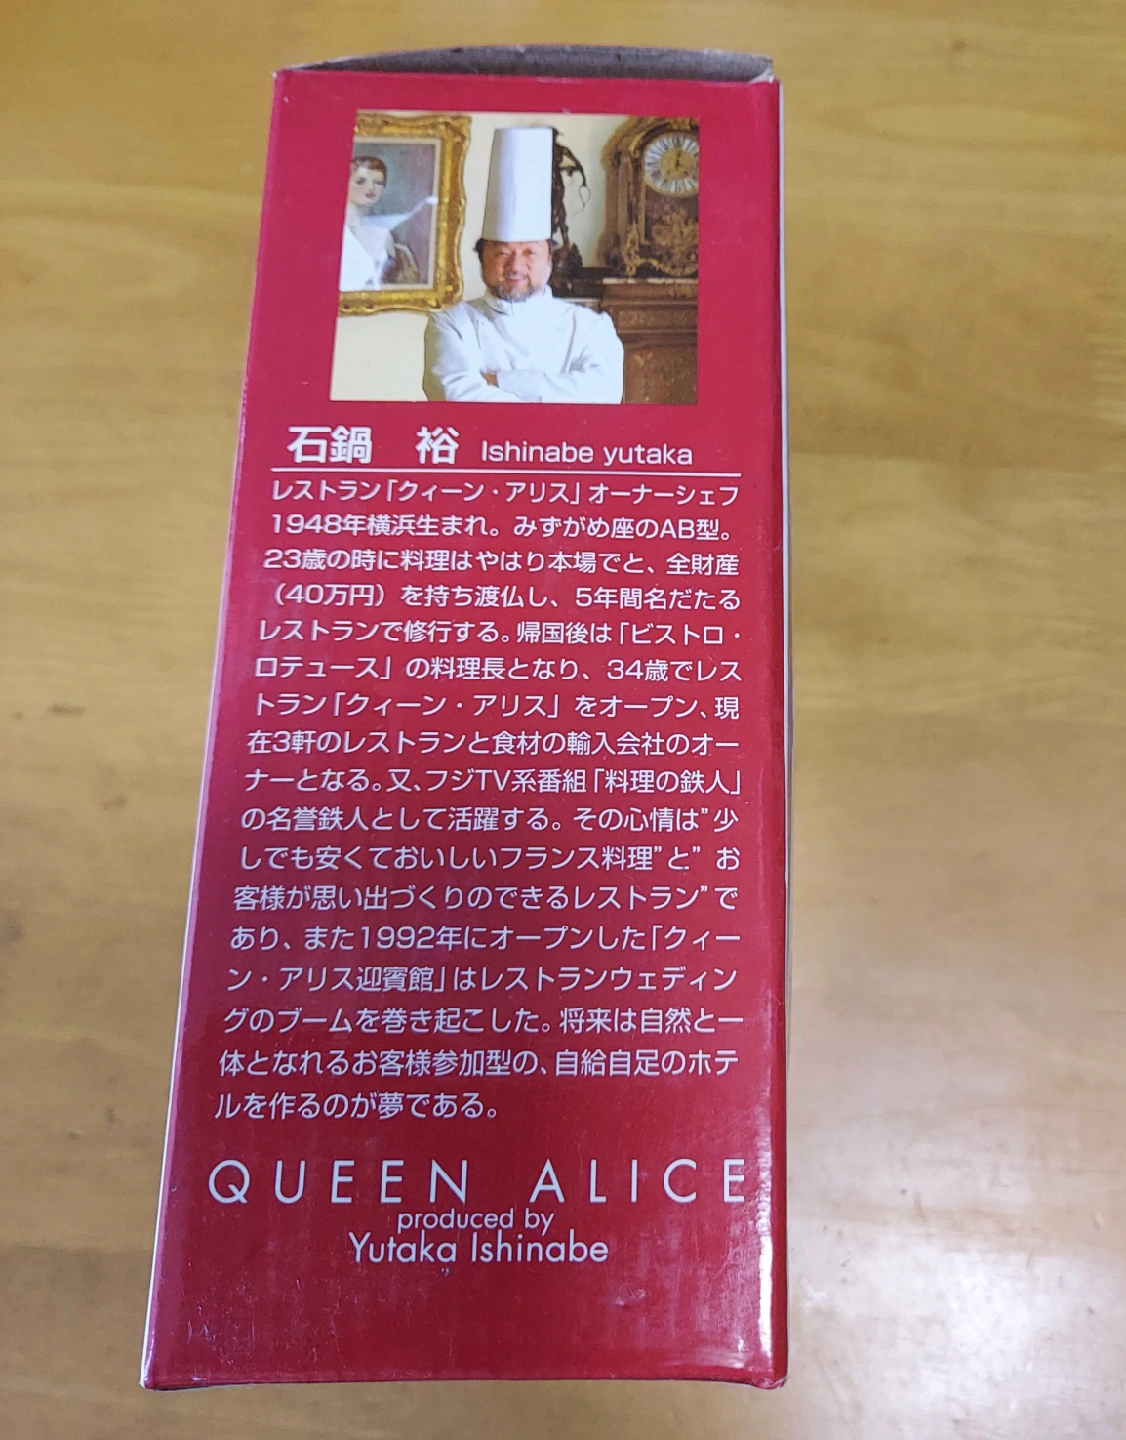 石鍋 裕 Ishinabe yutaka
レストラン「クィーン・アリス」オーナーシェフ
1948年横浜生まれ。みずがめ座のAB型。
23歳の時に料理はやはり本場でと、全財産
（40万円）を持ち渡仏し、5年間名だたる
レストランで修行する。帰国後は「ビストロ・
ロテュース」の料理長となり、34歳でレス
トラン「クィーン・アリス」をオープン、現
在3軒のレストランと食材の輸入会社のオー
ナーとなる。又、フジTV系番組「料理の鉄人」
の名誉鉄人として活躍する。その心情は”少
しでも安くておいしいフランス料理”と” お
客様が思い出づくりのできるレストラン”で
あり、また1992年にオープンした「クィー
ン・アリス迎賓館」はレストランウェディン
グのブームを巻き起こした。将来は自然と一
体となれるお客様参加型の、自給自足のホテ
ルを作るのが夢である。
QUEEN ALICE
produced by
Yutaka Ishinabe